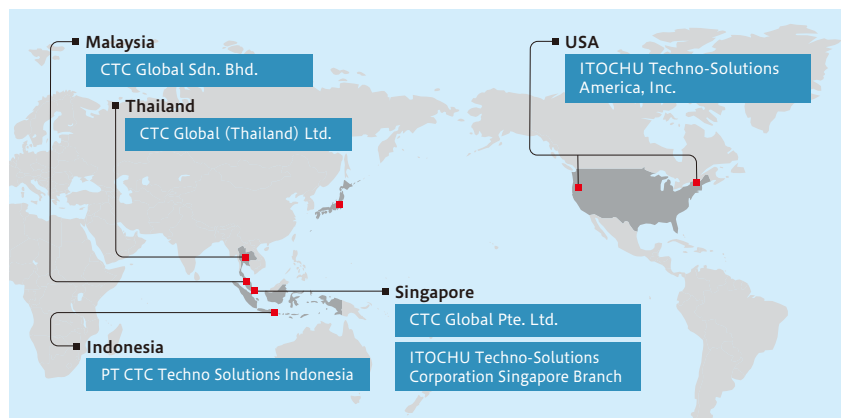 Malaysia
CTC Global Sdn. Bhd.
Thailand
CTC Global (Thailand) Ltd.
USA
ITOCHU Techno-Solutions
America, Inc.
Singapore
CTC Global Pte. Ltd.
ITOCHU Techno-Solutions
Corporation Singapore Branch
Indonesia
PT CTC Techno Solutions Indonesia